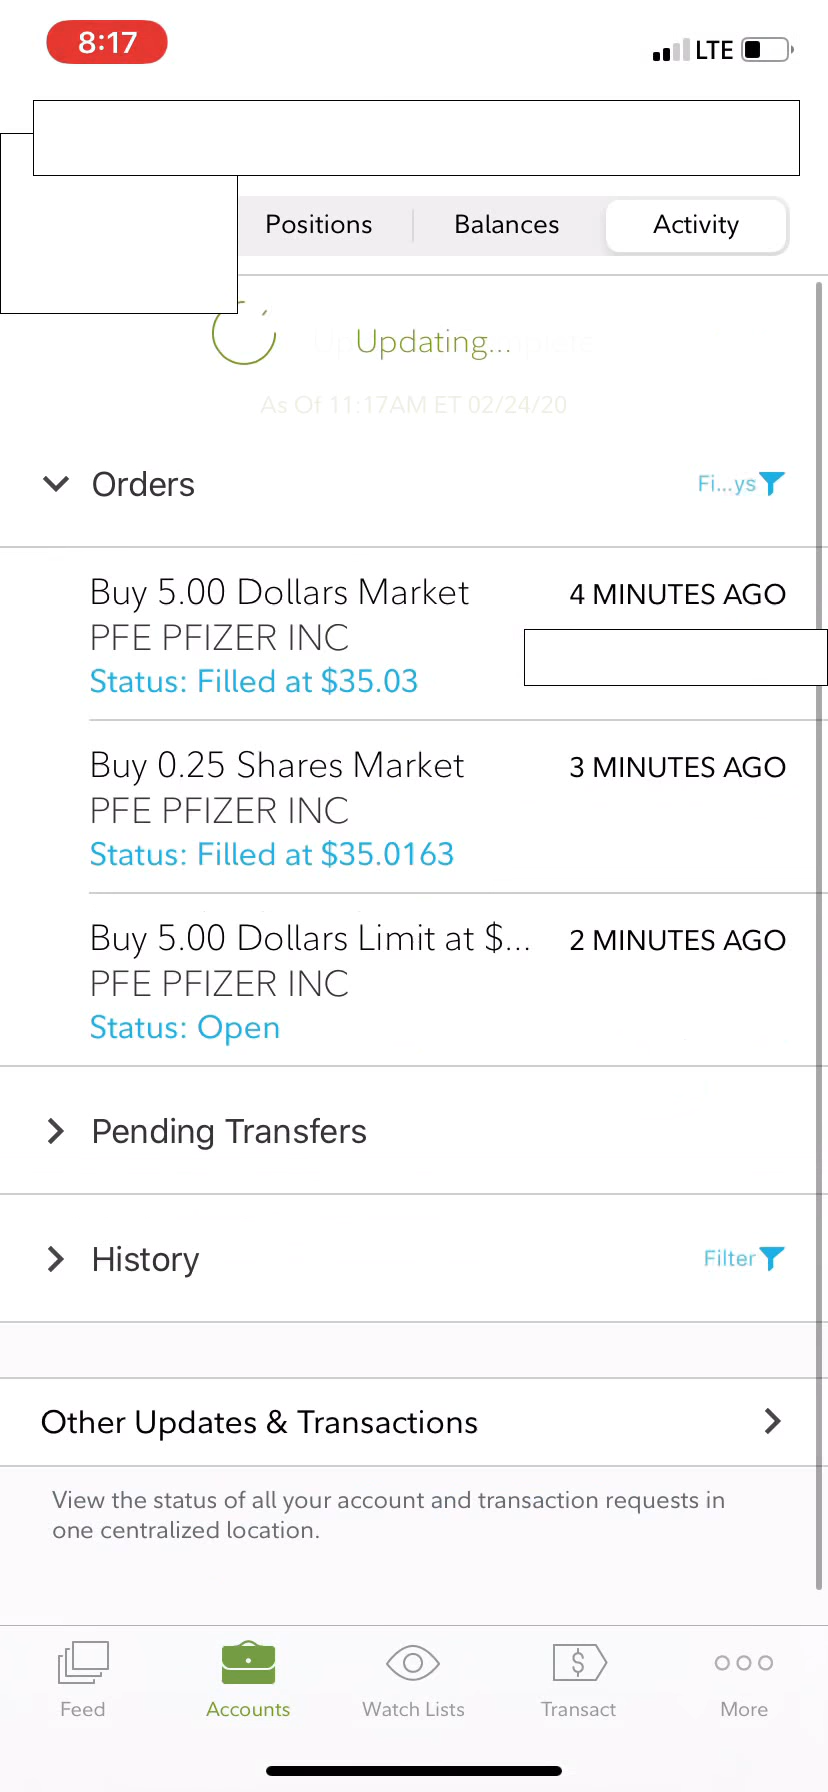 8:17
LTE
Positions
Balances
Activity
Updating...
As Of 11:17AM ET 02/24/20
Orders
Fi...ys
Buy 5.00 Dollars Market
4 MINUTES AGO
PFE PFIZER INC
Status: Filled at $35.03
Buy 0.25 Shares Market
3 MINUTES AGO
PFE PFIZER INC
Status: Filled at $35.0163
Buy 5.00 Dollars Limit at $...
2 MINUTES AGO
PFE PFIZER INC
Status: Open
Pending Transfers
History
Filter
Other Updates & Transactions
View the status of all your account and transaction requests in
one centralized location.
Feed
Accounts
Watch Lists
Transact
More